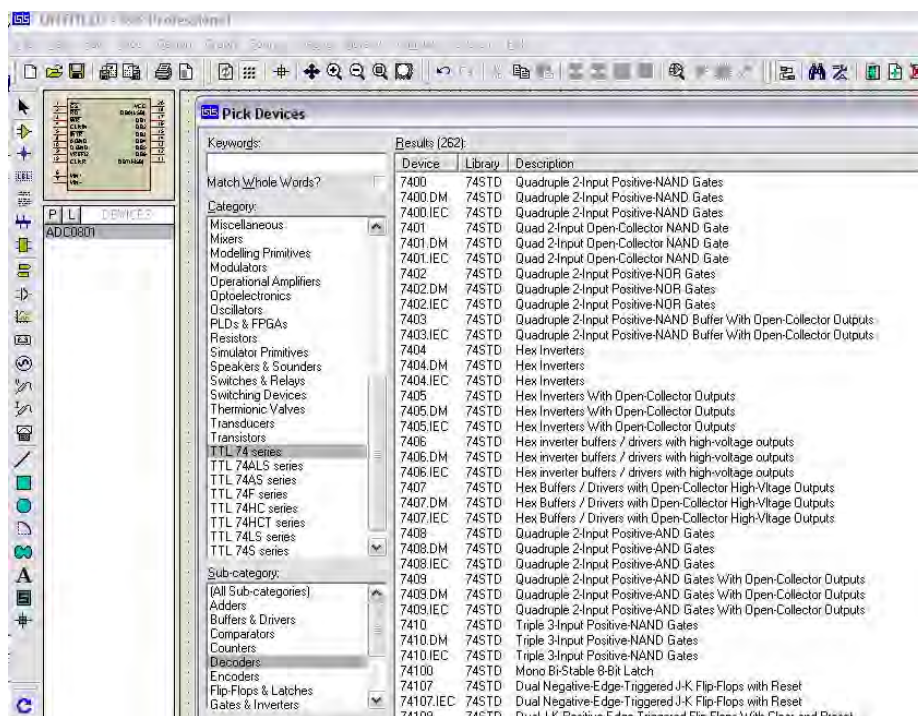 UNTITLED - ISIS Professional
Pick Devices
Keywords:
Match Whole Words?
Category:
Miscellaneous
Mixers
Modelling Primitives
Modulators
Operational Amplifiers
Optoelectronics
Oscillators
PLDs & FPGAs
Resistors
Simulator Primitives
Speakers & Sounders
Switches & Relays
Switching Devices
Thermionic Valves
Transducers
Transistors
TTL 74 series
TTL 74ALS series
TTL 74AS series
TTL 74F series
TTL 74HC series
TTL 74HCT series
TTL 74LS series
TTL 74S series
Sub-category:
(All Sub-categories)
Adders
Buffers & Drivers
Comparators
Counters
Decoders
Encoders
Flip-Flops & Latches
Gates & Inverters
P L DEVICES
ADC0801
Results (262):
Device Library Description
7400 74STD Quadruple 2-Input Positive-NAND Gates
7400.DM 74STD Quadruple 2-Input Positive-NAND Gates
7400.IEC 74STD Quadruple 2-Input Positive-NAND Gates
7401 74STD Quad 2-Input Open-Collector NAND Gate
7401.DM 74STD Quad 2-Input Open-Collector NAND Gate
7401.IEC 74STD Quad 2-Input Open-Collector NAND Gate
7402 74STD Quadruple 2-Input Positive-NOR Gates
7402.DM 74STD Quadruple 2-Input Positive-NOR Gates
7402.IEC 74STD Quadruple 2-Input Positive-NOR Gates
7403 74STD Quadruple 2-Input Positive-NAND Buffer With Open-Collector Outputs
7403.IEC 74STD Quadruple 2-Input Positive-NAND Buffer With Open-Collector Outputs
7404 74STD Hex Inverters
7404.DM 74STD Hex Inverters
7404.IEC 74STD Hex Inverters
7405 74STD Hex Inverters With Open-Collector Outputs
7405.DM 74STD Hex Inverters With Open-Collector Outputs
7405.IEC 74STD Hex Inverters With Open-Collector Outputs
7406 74STD Hex inverter buffers / drivers with high-voltage outputs
7406.DM 74STD Hex inverter buffers / drivers with high-voltage outputs
7406.IEC 74STD Hex inverter buffers / drivers with high-voltage outputs
7407 74STD Hex Buffers / Drivers with Open-Collector High-Vltage Outputs
7407.DM 74STD Hex Buffers / Drivers with Open-Collector High-Vltage Outputs
7407.IEC 74STD Hex Buffers / Drivers with Open-Collector High-Vltage Outputs
7408 74STD Quadruple 2-Input Positive-AND Gates
7408.DM 74STD Quadruple 2-Input Positive-AND Gates
7408.IEC 74STD Quadruple 2-Input Positive-AND Gates
7409 74STD Quadruple 2-Input Positive-AND Gates With Open-Collector Outputs
7409.DM 74STD Quadruple 2-Input Positive-AND Gates With Open-Collector Outputs
7409.IEC 74STD Quadruple 2-Input Positive-AND Gates With Open-Collector Outputs
7410 74STD Triple 3-Input Positive-NAND Gates
7410.DM 74STD Triple 3-Input Positive-NAND Gates
7410.IEC 74STD Triple 3-Input Positive-NAND Gates
74100 74STD Mono Bi-Stable 8-Bit Latch
74107 74STD Dual Negative-Edge-Triggered J-K Flip-Flops with Reset
74107.IEC 74STD Dual Negative-Edge-Triggered J-K Flip-Flops with Reset
74109 74STD Dual J-K Positive-Edge-Triggered Flip-Flops With Clear and Preset